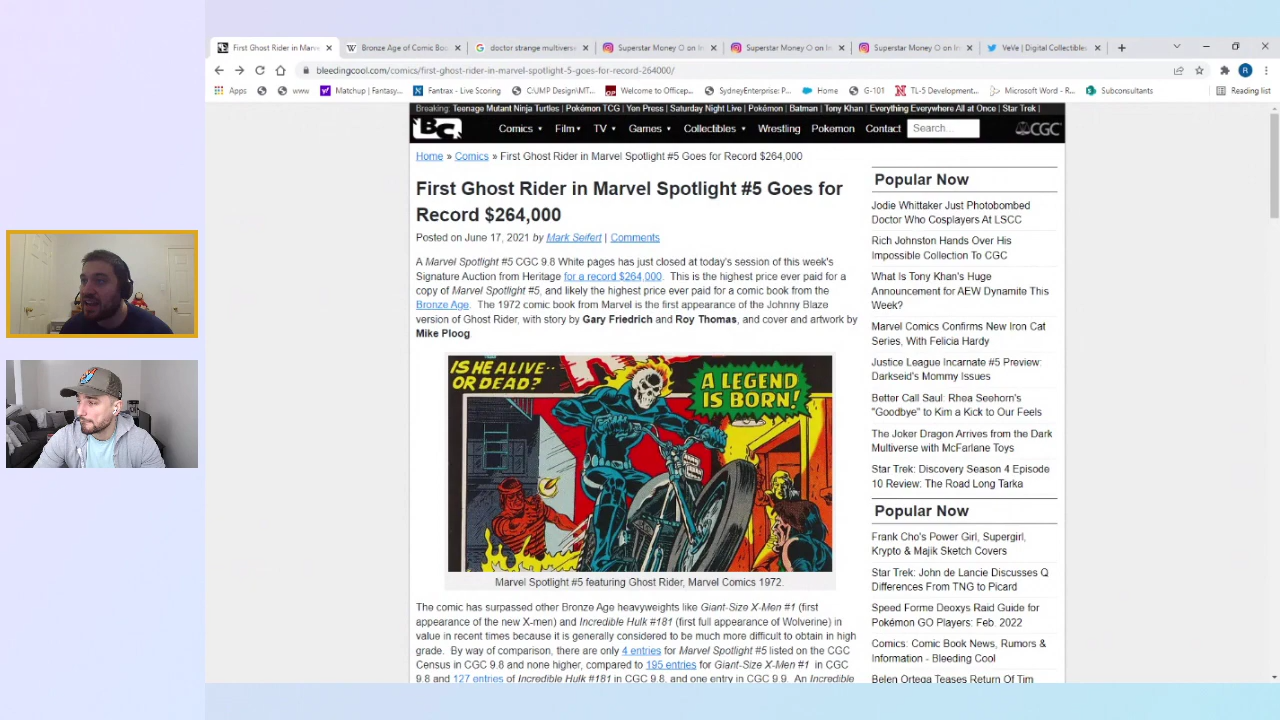 First Ghost Rider in Marve
Bronze Age of Comic Bou
doctor strange multiverse
Superstar Money O on In
Superstar Money O on In
Superstar Money O on In
VeVe | Digital Collectibles
bleedingcool.com/comics/first-ghost-rider-in-marvel-spotlight-5-goes-for-record-264000/
R
Apps
www
Matchup | Fantasy...
Fantrax - Live Scoring
C:\JMP Design\MT...
Welcome to Officep...
SydneyEnterprise: P...
Home
G-101
TL-5 Development...
Microsoft Word - R...
Subconsultants
Reading list
Breaking: Teenage Mutant Ninja Turtles | Pokémon TCG | Yen Press | Saturday Night Live | Pokémon | Batman | Tony Khan | Everything Everywhere All at Once | Star Trek |
BC
Comics
Film
TV
Games
Collectibles
Wrestling
Pokemon
Contact
Search...
CGC
Home » Comics » First Ghost Rider in Marvel Spotlight #5 Goes for Record $264,000
First Ghost Rider in Marvel Spotlight #5 Goes for
Record $264,000
Posted on June 17, 2021 by Mark Seifert | Comments
A Marvel Spotlight #5 CGC 9.8 White pages has just closed at today's session of this week's
Signature Auction from Heritage for a record $264,000. This is the highest price ever paid for a
copy of Marvel Spotlight #5, and likely the highest price ever paid for a comic book from the
Bronze Age. The 1972 comic book from Marvel is the first appearance of the Johnny Blaze
version of Ghost Rider, with story by Gary Friedrich and Roy Thomas, and cover and artwork by
Mike Ploog
IS HE ALIVE--
OR DEAD?
A LEGEND
IS BORN!
Marvel Spotlight #5 featuring Ghost Rider, Marvel Comics 1972.
The comic has surpassed other Bronze Age heavyweights like Giant-Size X-Men #1 (first
appearance of the new X-men) and Incredible Hulk #181 (first full appearance of Wolverine) in
value in recent times because it is generally considered to be much more difficult to obtain in high
grade. By way of comparison, there are only 4 entries for Marvel Spotlight #5 listed on the CGC
Census in CGC 9.8 and none higher, compared to 195 entries for Giant-Size X-Men #1 in CGC
9.8 and 127 entries of Incredible Hulk #181 in CGC 9.8, and one entry in CGC 9.9. An Incredible
Popular Now
Jodie Whittaker Just Photobombed
Doctor Who Cosplayers At LSCC
Rich Johnston Hands Over His
Impossible Collection To CGC
What Is Tony Khan's Huge
Announcement for AEW Dynamite This
Week?
Marvel Comics Confirms New Iron Cat
Series, With Felicia Hardy
Justice League Incarnate #5 Preview:
Darkseid's Mommy Issues
Better Call Saul: Rhea Seehorn's
"Goodbye" to Kim a Kick to Our Feels
The Joker Dragon Arrives from the Dark
Multiverse with McFarlane Toys
Star Trek: Discovery Season 4 Episode
10 Review: The Road Long Tarka
Popular Now
Frank Cho's Power Girl, Supergirl,
Krypto & Majik Sketch Covers
Star Trek: John de Lancie Discusses Q
Differences From TNG to Picard
Speed Forme Deoxys Raid Guide for
Pokémon GO Players: Feb. 2022
Comics: Comic Book News, Rumors &
Information - Bleeding Cool
Belen Ortega Teases Return Of Tim